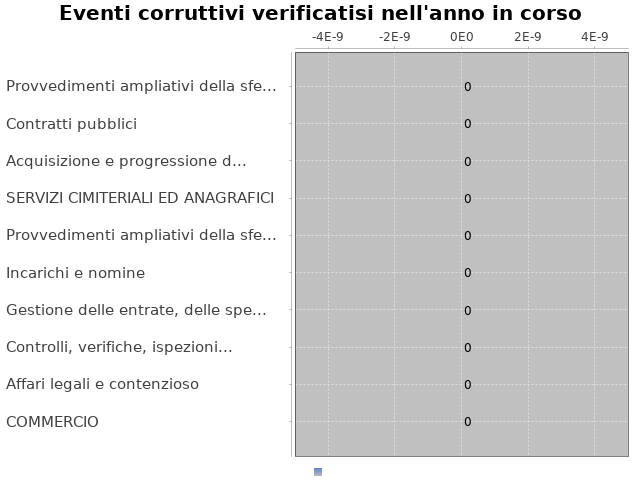 Eventi corruttivi verificatisi nell'anno in corso
-4E-9 -2E-9 0E0 2E-9 4E-9
Provvedimenti ampliativi della sfe... 0
Contratti pubblici 0
Acquisizione e progressione d... 0
SERVIZI CIMITERIALI ED ANAGRAFICI 0
Provvedimenti ampliativi della sfe... 0
Incarichi e nomine 0
Gestione delle entrate, delle spe... 0
Controlli, verifiche, ispezioni... 0
Affari legali e contenzioso 0
COMMERCIO 0